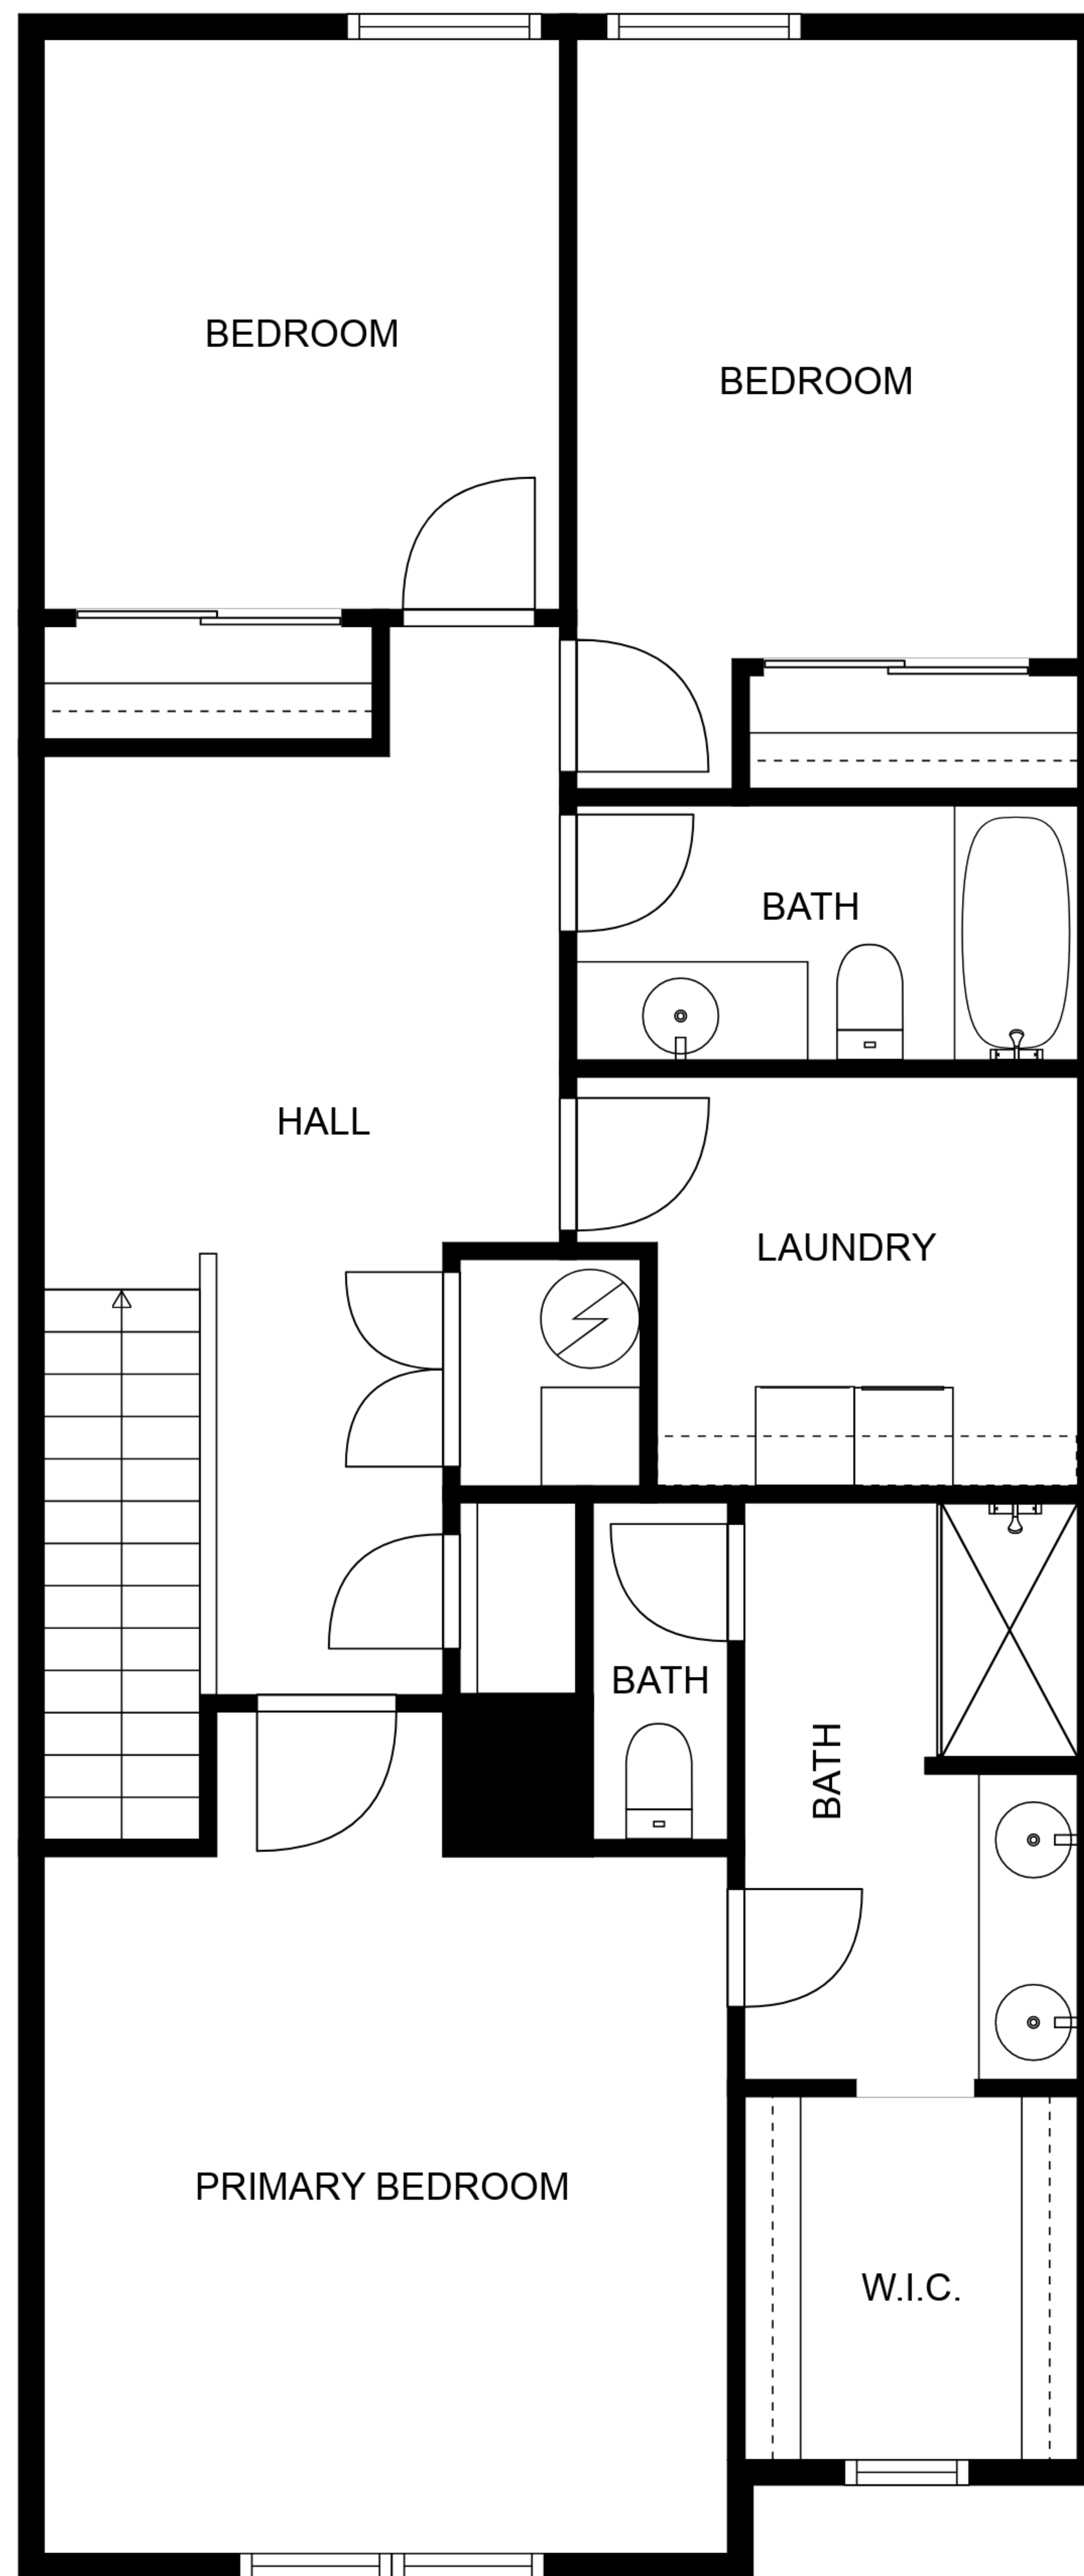 BEDROOM
BEDROOM
BATH
HALL
LAUNDRY
BATH
BATH
PRIMARY BEDROOM
W.I.C.